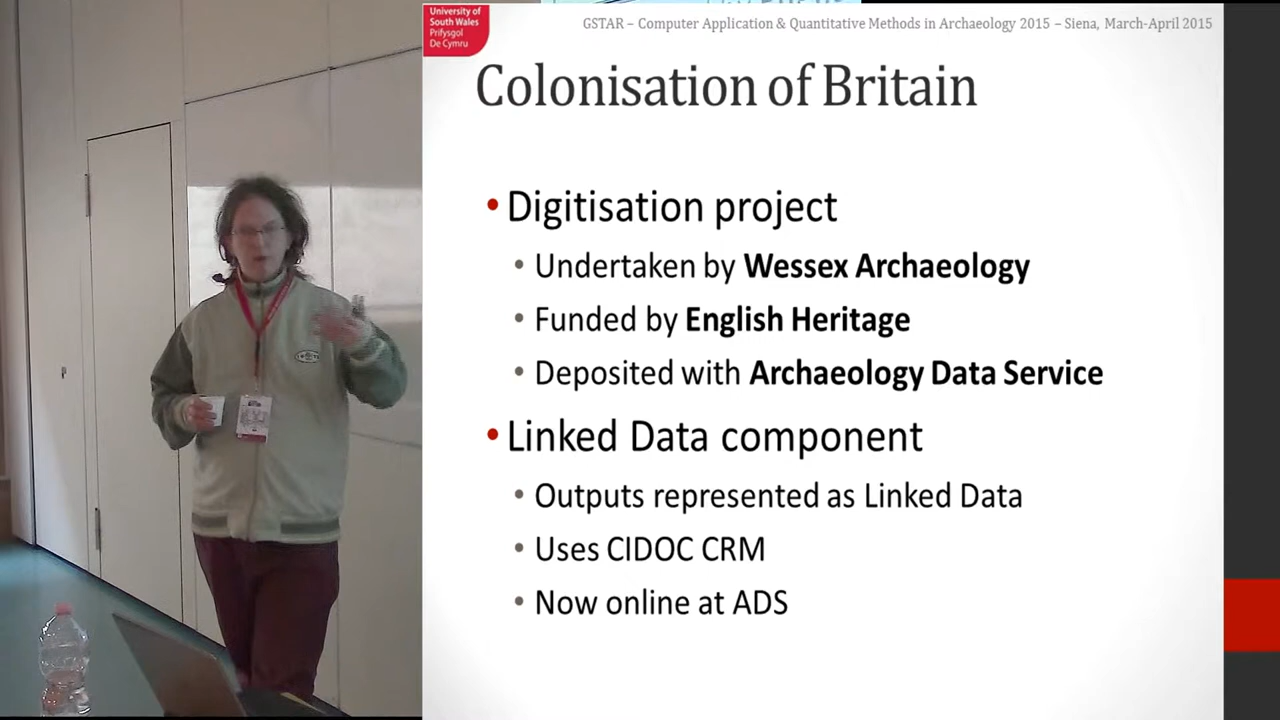 University of
South Wales
Prifysgol
De Cymru
GSTAR – Computer Application & Quantitative Methods in Archaeology 2015 – Siena, March-April 2015
Colonisation of Britain
• Digitisation project
• Undertaken by Wessex Archaeology
• Funded by English Heritage
• Deposited with Archaeology Data Service
• Linked Data component
• Outputs represented as Linked Data
• Uses CIDOC CRM
• Now online at ADS